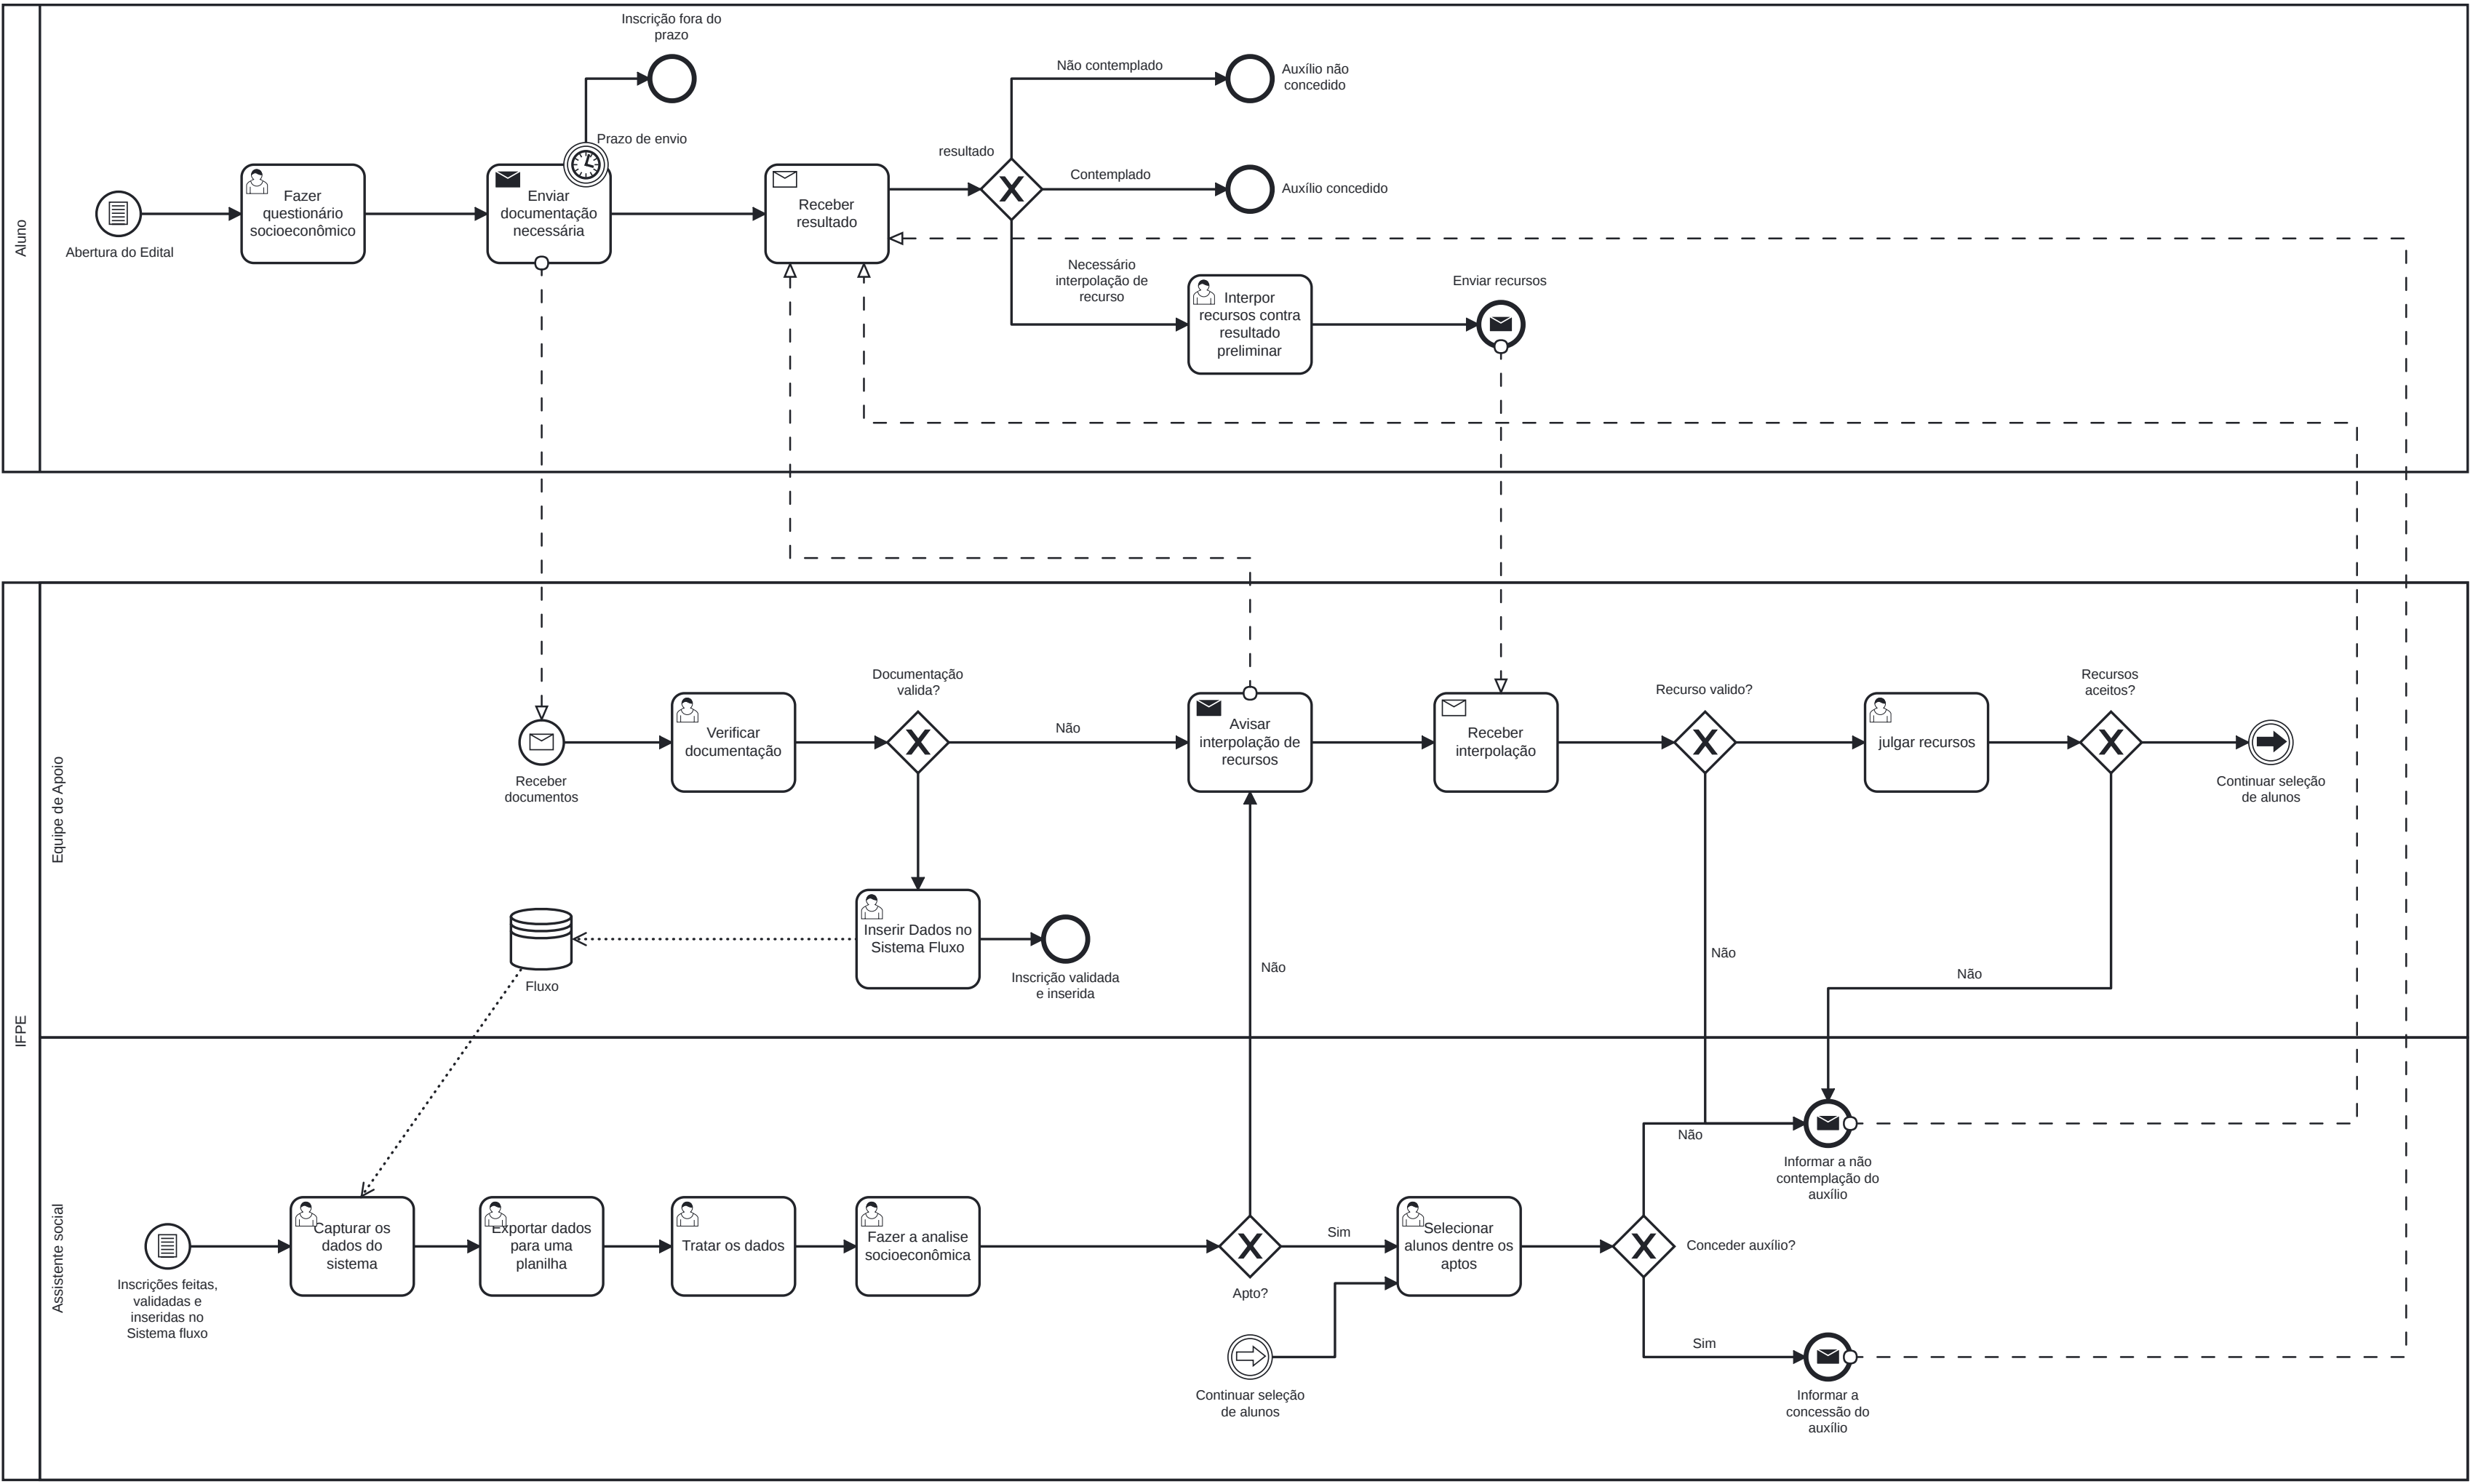 Aluno
Inscrição fora do
prazo
Prazo de envio
Abertura do Edital
Fazer
questionário
socioeconômico
Enviar
documentação
necessária
Receber
resultado
resultado
Não contemplado
Auxílio não
concedido
Contemplado
Auxílio concedido
Necessário
interpolação de
recurso
Interpor
recursos contra
resultado
preliminar
Enviar recursos
IFPE
Equipe de Apoio
Receber
documentos
Verificar
documentação
Documentação
valida?
Não
Avisar
interpolação de
recursos
Receber
interpolação
Recurso valido?
julgar recursos
Recursos
aceitos?
Continuar seleção
de alunos
Fluxo
Inserir Dados no
Sistema Fluxo
Inscrição validada
e inserida
Não
Não
Não
Assistente social
Inscrições feitas,
validadas e
inseridas no
Sistema fluxo
Capturar os
dados do
sistema
Exportar dados
para uma
planilha
Tratar os dados
Fazer a analise
socioeconômica
Apto?
Sim
Continuar seleção
de alunos
Selecionar
alunos dentre os
aptos
Conceder auxílio?
Não
Informar a não
contemplação do
auxílio
Sim
Informar a
concessão do
auxílio